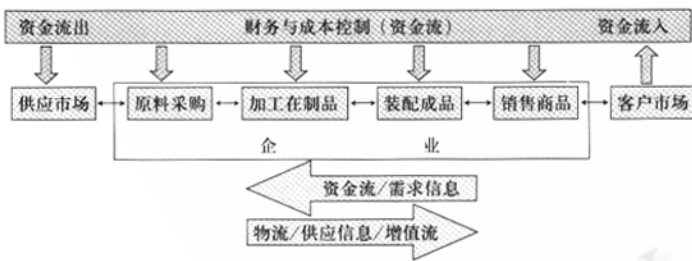 资金流出 财务与成本控制(资金流) 资金流入
供应市场 原料采购 加工在制品 装配成品 销售商品 客户市场
企 业
资金流/需求信息
物流/供应信息/增值流